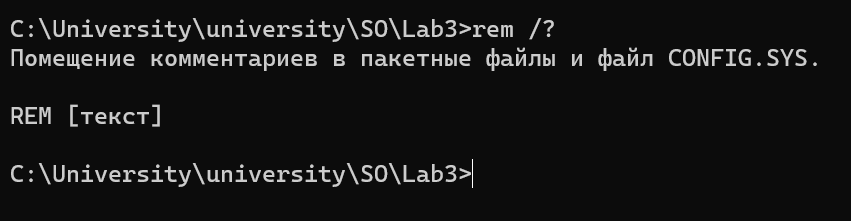 C:\University\university\SO\Lab3>rem /?
Помещение комментариев в пакетные файлы и файл CONFIG.SYS.
REM [текст]
C:\University\university\SO\Lab3>